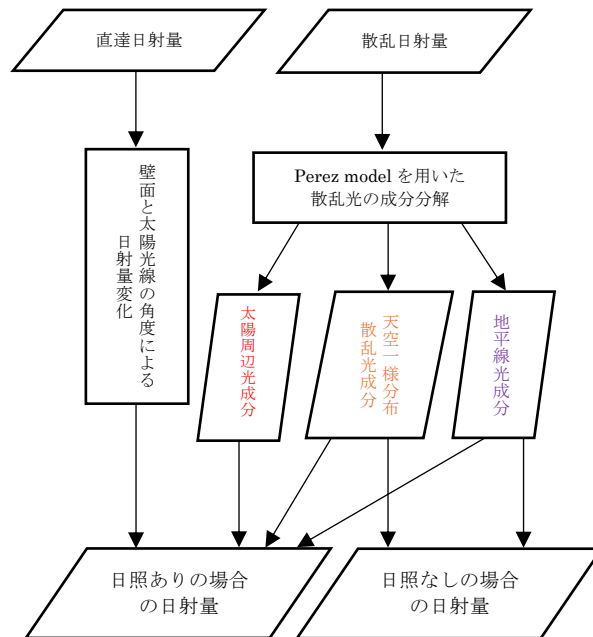 直達日射量
散乱日射量
壁面と太陽光線の角度による
日射量変化
Perez model を用いた
散乱光の成分分解
太陽周辺光成分
天空一様分布
散乱光成分
地平線光成分
日照ありの場合
の日射量
日照なしの場合
の日射量